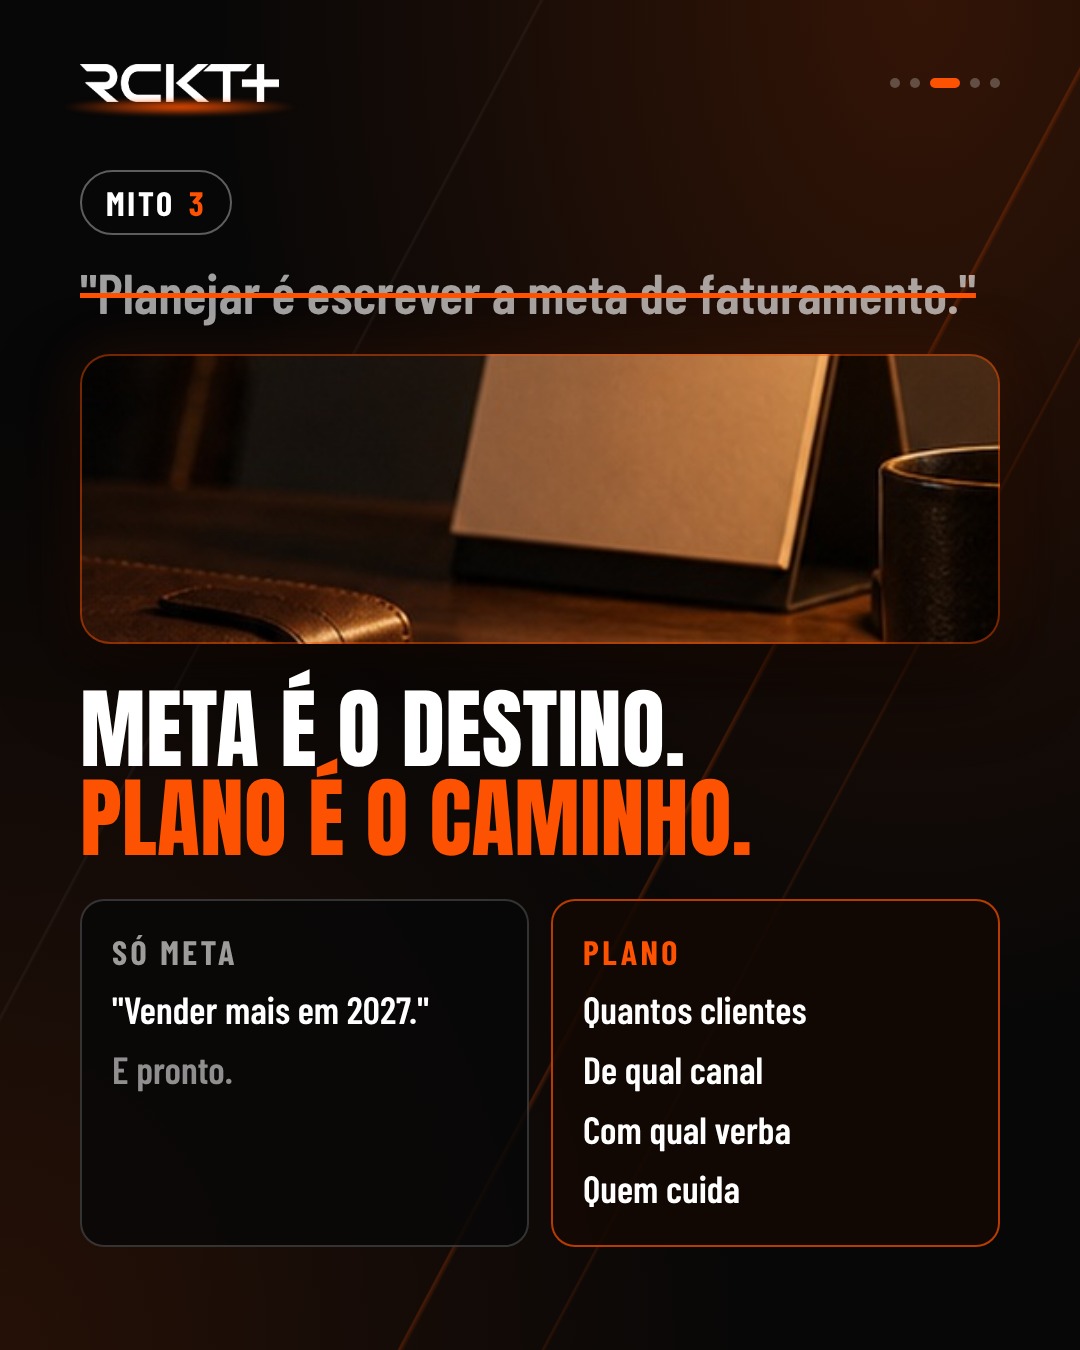 RCKT+
MITO 3
"Planejar é escrever a meta de faturamento."
META É O DESTINO.
PLANO É O CAMINHO.
SÓ META
"Vender mais em 2027."
E pronto.
PLANO
Quantos clientes
De qual canal
Com qual verba
Quem cuida